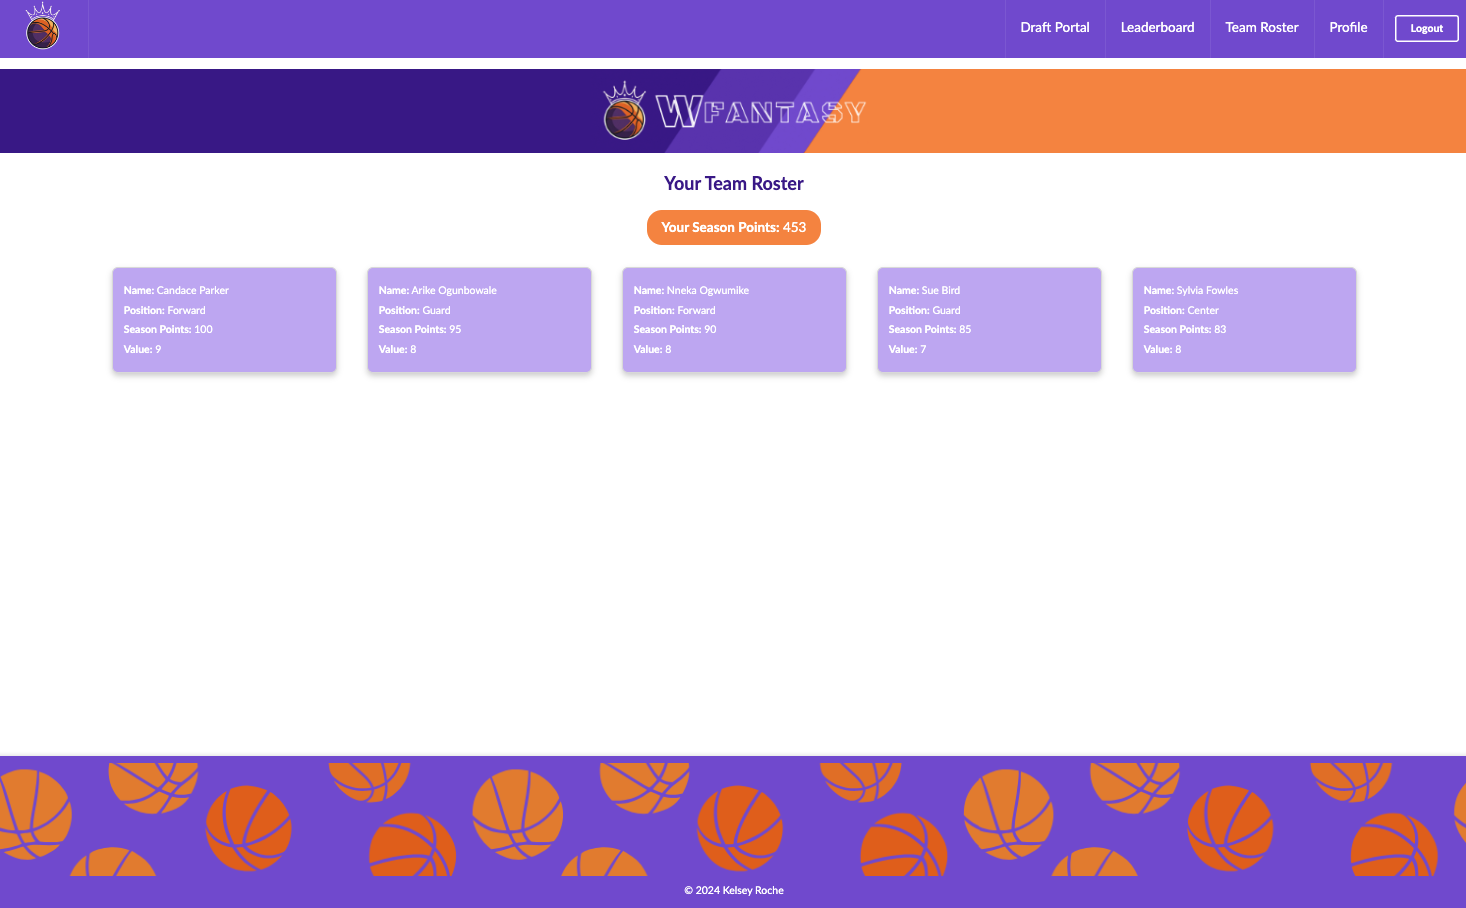 Draft Portal
Leaderboard
Team Roster
Profile
Logout
WFANTASY
Your Team Roster
Your Season Points: 453
Name: Candace Parker
Position: Forward
Season Points: 100
Value: 9
Name: Arike Ogunbowale
Position: Guard
Season Points: 95
Value: 8
Name: Nneka Ogwumike
Position: Forward
Season Points: 90
Value: 8
Name: Sue Bird
Position: Guard
Season Points: 85
Value: 7
Name: Sylvia Fowles
Position: Center
Season Points: 83
Value: 8
© 2024 Kelsey Roche